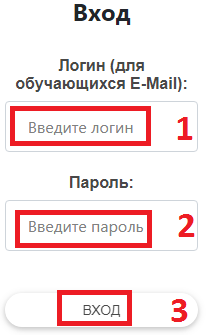 Вход
Логин (для
обучающихся E-Mail):
Введите логин 1
Пароль:
Введите пароль 2
ВХОД 3